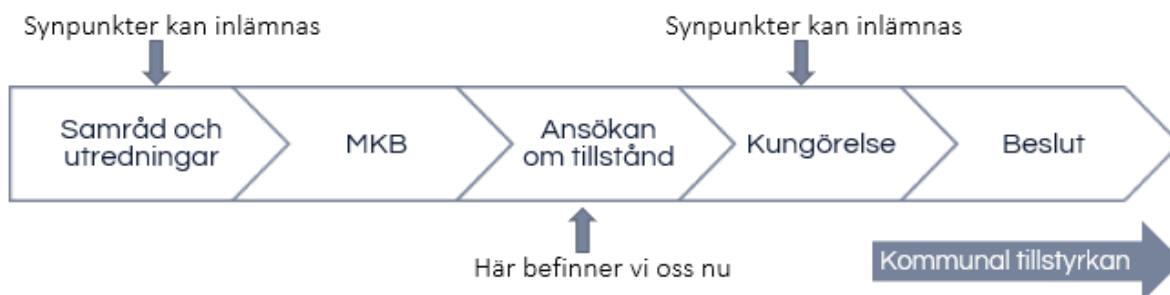 Synpunkter kan inlämnas
Synpunkter kan inlämnas
Samråd och
utredningar
MKB
Ansökan
om tillstånd
Kungörelse
Beslut
Här befinner vi oss nu
Kommunal tillstyrkan